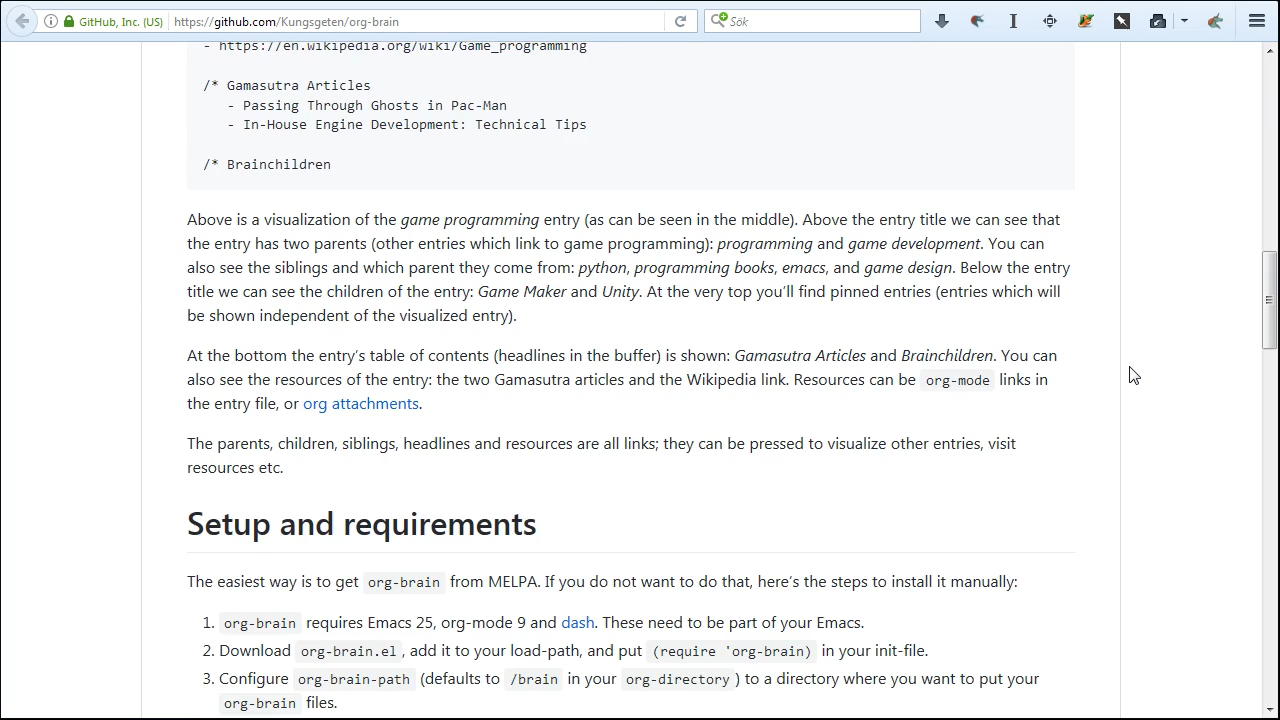 GitHub, Inc. (US) https://github.com/Kungsgeten/org-brain Sök
- https://en.wikipedia.org/wiki/Game_programming
/* Gamasutra Articles
- Passing Through Ghosts in Pac-Man
- In-House Engine Development: Technical Tips
/* Brainchildren
Above is a visualization of the game programming entry (as can be seen in the middle). Above the entry title we can see that
the entry has two parents (other entries which link to game programming): programming and game development. You can
also see the siblings and which parent they come from: python, programming books, emacs, and game design. Below the entry
title we can see the children of the entry: Game Maker and Unity. At the very top you'll find pinned entries (entries which will
be shown independent of the visualized entry).
At the bottom the entry's table of contents (headlines in the buffer) is shown: Gamasutra Articles and Brainchildren. You can
also see the resources of the entry: the two Gamasutra articles and the Wikipedia link. Resources can be org-mode links in
the entry file, or org attachments.
The parents, children, siblings, headlines and resources are all links; they can be pressed to visualize other entries, visit
resources etc.
Setup and requirements
The easiest way is to get org-brain from MELPA. If you do not want to do that, here's the steps to install it manually:
1. org-brain requires Emacs 25, org-mode 9 and dash. These need to be part of your Emacs.
2. Download org-brain.el, add it to your load-path, and put (require 'org-brain) in your init-file.
3. Configure org-brain-path (defaults to /brain in your org-directory) to a directory where you want to put your
org-brain files.